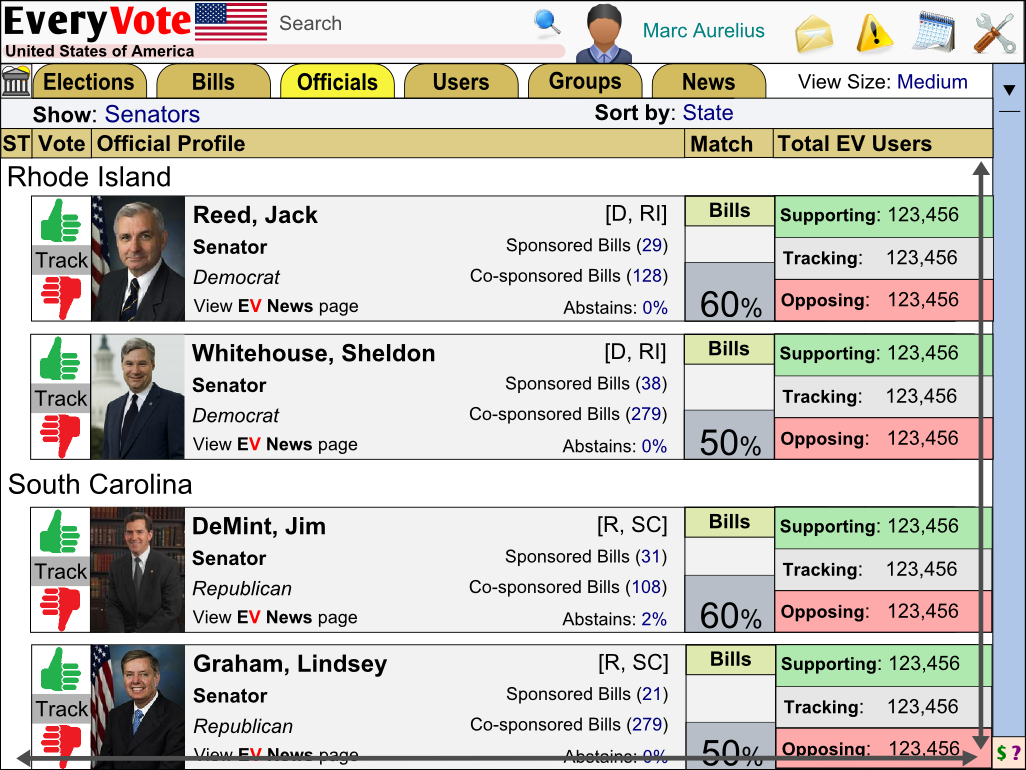 EveryVote
Search
Marc Aurelius
United States of America
Elections Bills Officials Users Groups News View Size: Medium
Show: Senators Sort by: State
ST Vote Official Profile Match Total EV Users
Rhode Island
Reed, Jack [D, RI] Bills Supporting: 123,456
Senator Sponsored Bills (29)
Track Tracking: 123,456
Democrat Co-sponsored Bills (128)
View EV News page Abstains: 0% 60% Opposing: 123,456
Whitehouse, Sheldon [D, RI] Bills Supporting: 123,456
Senator Sponsored Bills (38)
Track Tracking: 123,456
Democrat Co-sponsored Bills (279)
View EV News page Abstains: 0% 50% Opposing: 123,456
South Carolina
DeMint, Jim [R, SC] Bills Supporting: 123,456
Senator Sponsored Bills (31)
Track Tracking: 123,456
Republican Co-sponsored Bills (108)
View EV News page Abstains: 2% 60% Opposing: 123,456
Graham, Lindsey [R, SC] Bills Supporting: 123,456
Senator Sponsored Bills (21)
Track Tracking: 123,456
Republican Co-sponsored Bills (279)
View EV News page Abstains: 0% 50% Opposing: 123,456
$ ?